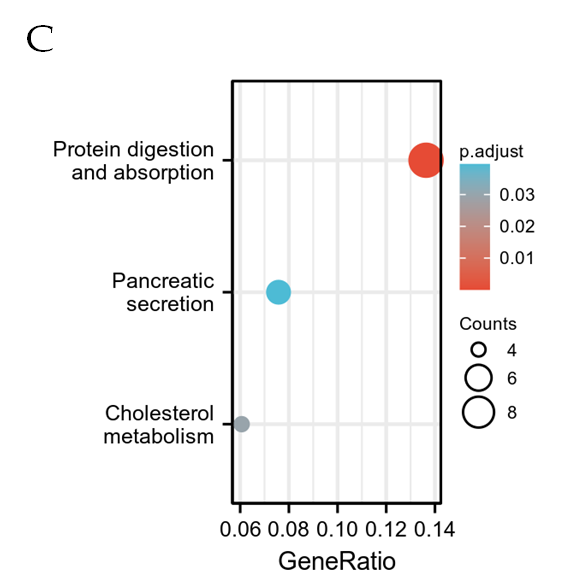 C
Protein digestion
and absorption
Pancreatic
secretion
Cholesterol
metabolism
0.06 0.08 0.10 0.12 0.14
GeneRatio
p.adjust
0.03
0.02
0.01
Counts
4
6
8